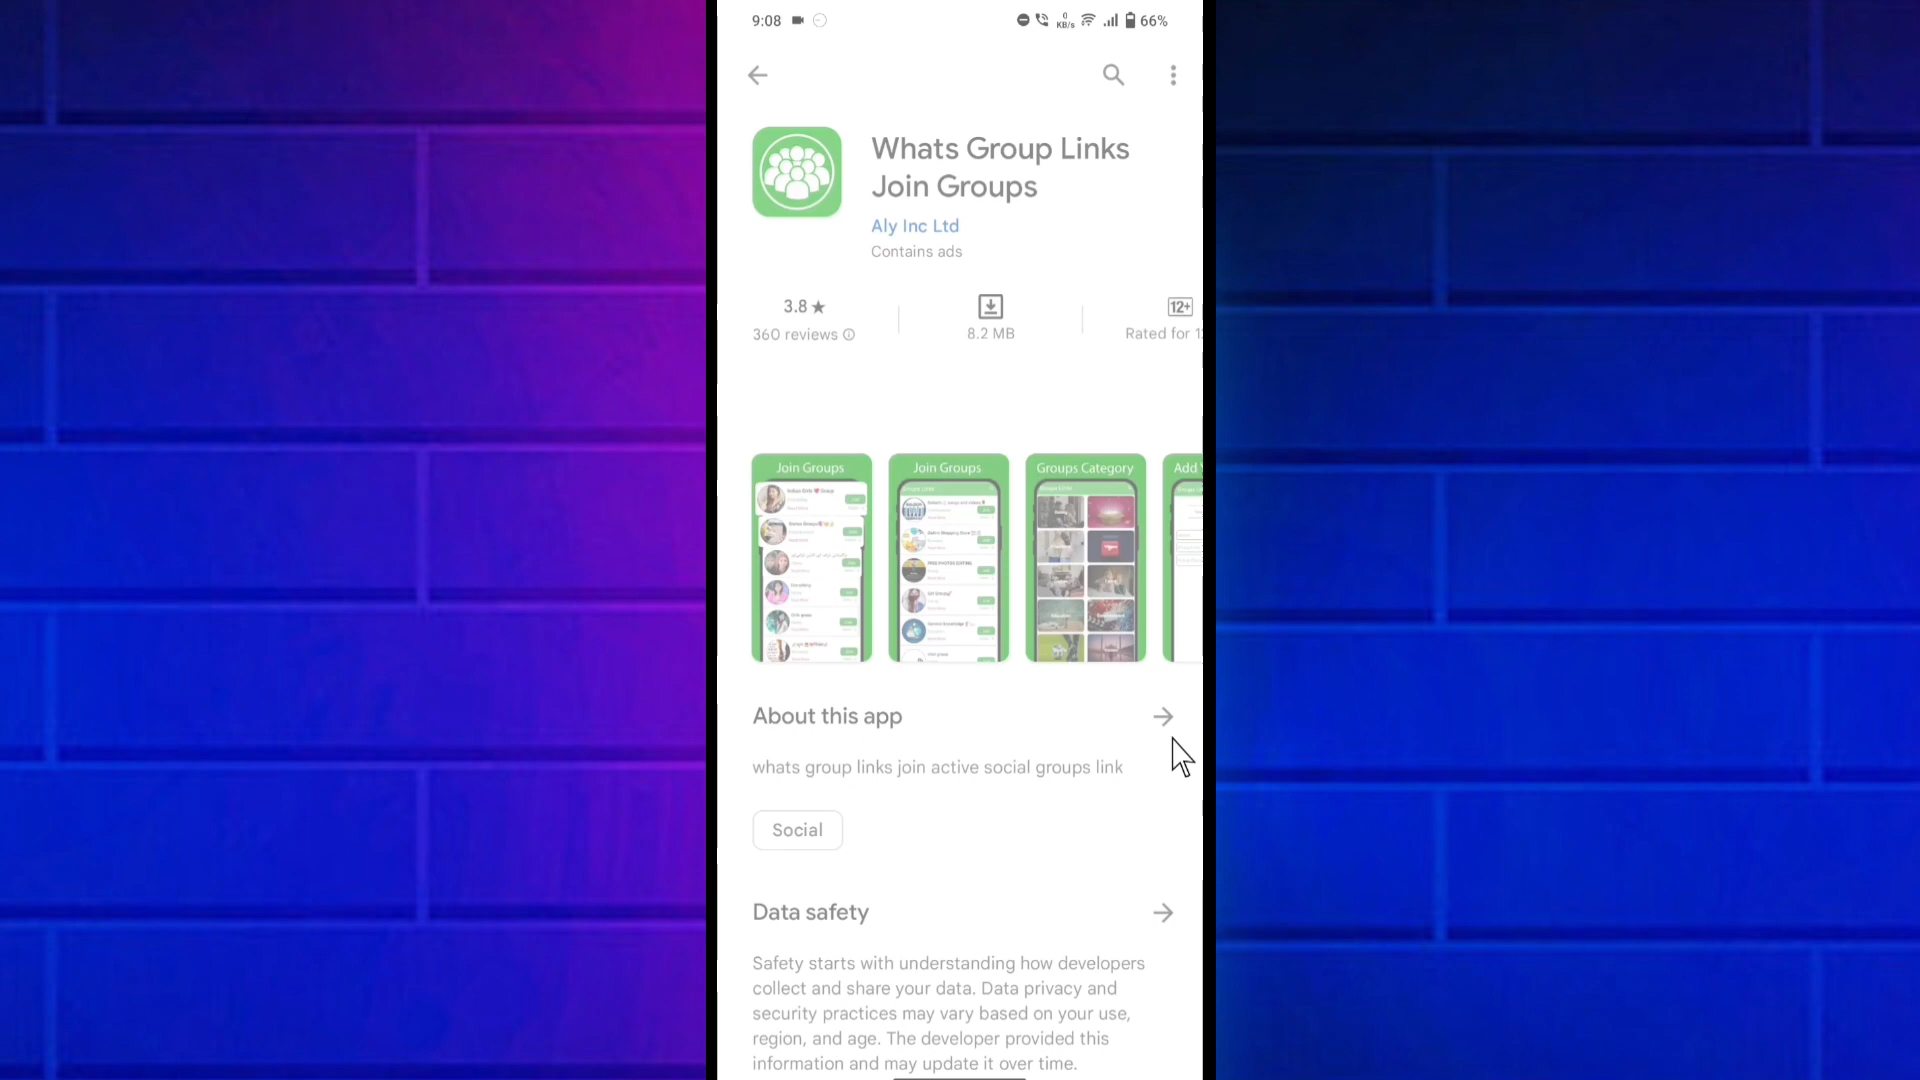 9:08
0
KB/s
66%
Whats Group Links
Join Groups
Aly Inc Ltd
Contains ads
3.8★
360 reviews
8.2 MB
12+
Rated for
Join Groups
Join Groups
Groups Category
Add
About this app
whats group links join active social groups link
Social
Data safety
Safety starts with understanding how developers
collect and share your data. Data privacy and
security practices may vary based on your use,
region, and age. The developer provided this
information and may update it over time.